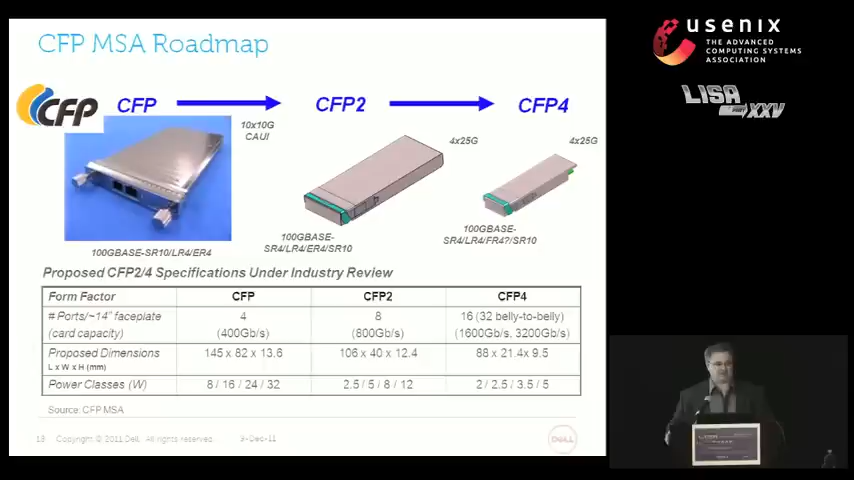 CFP MSA Roadmap
CFP
CFP
CFP2
CFP4
10x10G
CAUI
4x25G
4x25G
100GBASE-SR10/LR4/ER4
100GBASE-
SR4/LR4/ER4/SR10
100GBASE-
SR4/LR4/FR4?/SR10
Proposed CFP2/4 Specifications Under Industry Review
Form Factor CFP CFP2 CFP4
# Ports/~14" faceplate 4 8 16 (32 belly-to-belly)
(card capacity) (400Gb/s) (800Gb/s) (1600Gb/s, 3200Gb/s)
Proposed Dimensions 145 x 82 x 13.6 106 x 40 x 12.4 88 x 21.4x 9.5
L x W x H (mm)
Power Classes (W) 8 / 16 / 24 / 32 2.5 / 5 / 8 / 12 2 / 2.5 / 3.5 / 5
Source: CFP MSA
Copyright © 2011 Dell. All rights reserved. 9-Dec-11
DELL
usenix
THE ADVANCED
COMPUTING SYSTEMS
ASSOCIATION
LISA
XXV